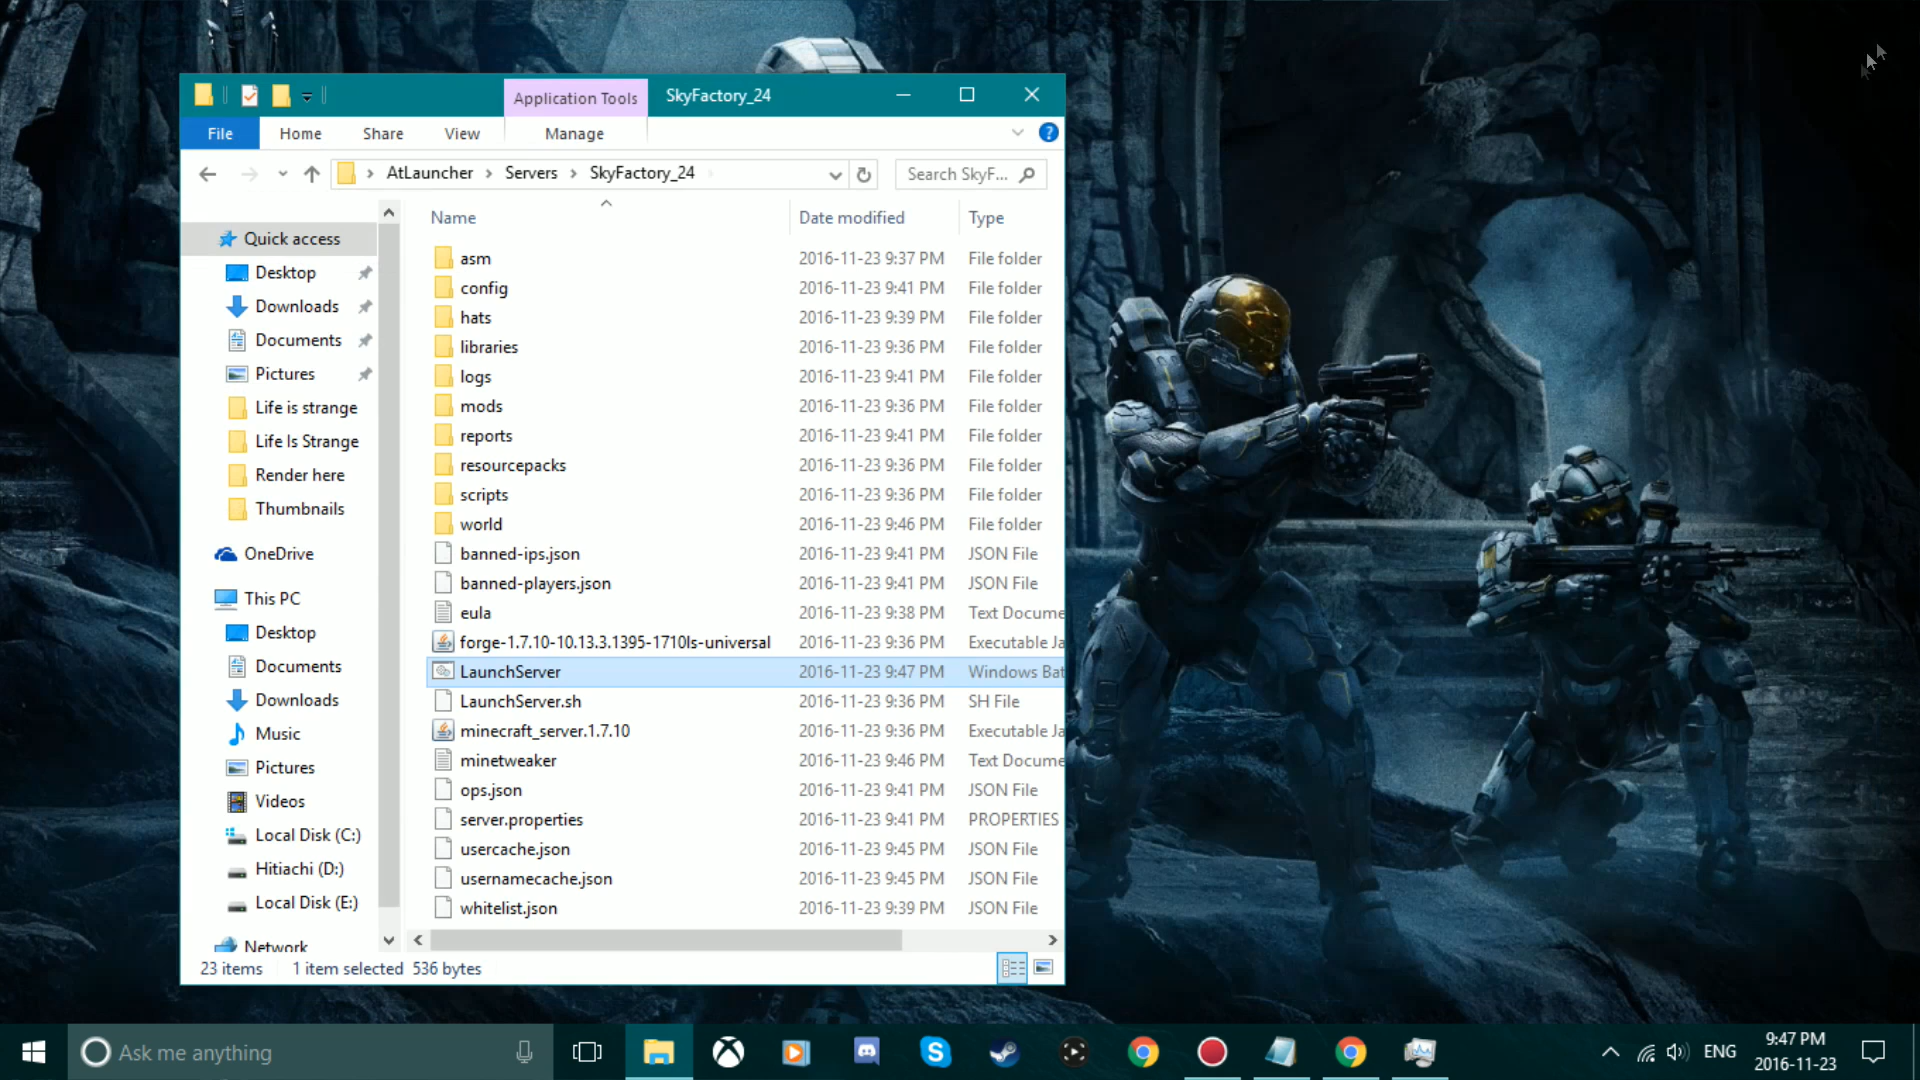 Application Tools
SkyFactory_24
File
Home
Share
View
Manage
AtLauncher
Servers
SkyFactory_24
Search SkyF...
Name
Date modified
Type
Quick access
Desktop
Downloads
Documents
Pictures
Life is strange
Life Is Strange
Render here
Thumbnails
OneDrive
This PC
Desktop
Documents
Downloads
Music
Pictures
Videos
Local Disk (C:)
Hitiachi (D:)
Local Disk (E:)
Network
asm 2016-11-23 9:37 PM File folder
config 2016-11-23 9:41 PM File folder
hats 2016-11-23 9:39 PM File folder
libraries 2016-11-23 9:36 PM File folder
logs 2016-11-23 9:41 PM File folder
mods 2016-11-23 9:36 PM File folder
reports 2016-11-23 9:41 PM File folder
resourcepacks 2016-11-23 9:36 PM File folder
scripts 2016-11-23 9:36 PM File folder
world 2016-11-23 9:46 PM File folder
banned-ips.json 2016-11-23 9:41 PM JSON File
banned-players.json 2016-11-23 9:41 PM JSON File
eula 2016-11-23 9:38 PM Text Docume
forge-1.7.10-10.13.3.1395-1710ls-universal 2016-11-23 9:36 PM Executable Ja
LaunchServer 2016-11-23 9:47 PM Windows Bat
LaunchServer.sh 2016-11-23 9:36 PM SH File
minecraft_server.1.7.10 2016-11-23 9:36 PM Executable Ja
minetweaker 2016-11-23 9:46 PM Text Docume
ops.json 2016-11-23 9:41 PM JSON File
server.properties 2016-11-23 9:41 PM PROPERTIES
usercache.json 2016-11-23 9:45 PM JSON File
usernamecache.json 2016-11-23 9:45 PM JSON File
whitelist.json 2016-11-23 9:39 PM JSON File
23 items
1 item selected 536 bytes
Ask me anything
ENG
9:47 PM
2016-11-23